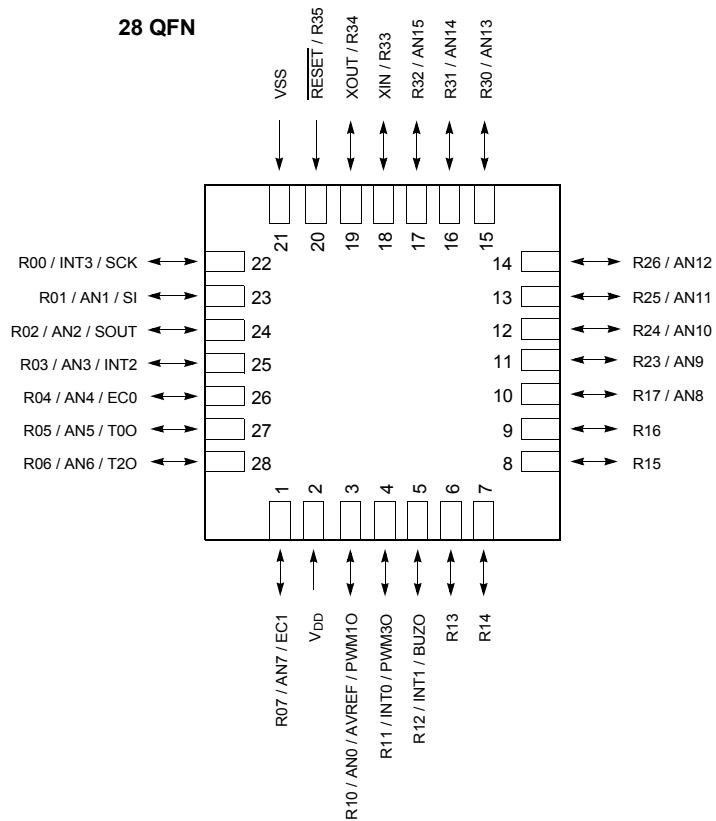 28 QFN
VSS
RESET / R35
XOUT / R34
XIN / R33
R32 / AN15
R31 / AN14
R30 / AN13
21
20
19
18
17
16
15
R00 / INT3 / SCK
22
R01 / AN1 / SI
23
R02 / AN2 / SOUT
24
R03 / AN3 / INT2
25
R04 / AN4 / EC0
26
R05 / AN5 / T0O
27
R06 / AN6 / T2O
28
14
R26 / AN12
13
R25 / AN11
12
R24 / AN10
11
R23 / AN9
10
R17 / AN8
9
R16
8
R15
1
2
3
4
5
6
7
R07 / AN7 / EC1
VDD
R10 / AN0 / AVREF / PWM1O
R11 / INT0 / PWM3O
R12 / INT1 / BUZO
R13
R14